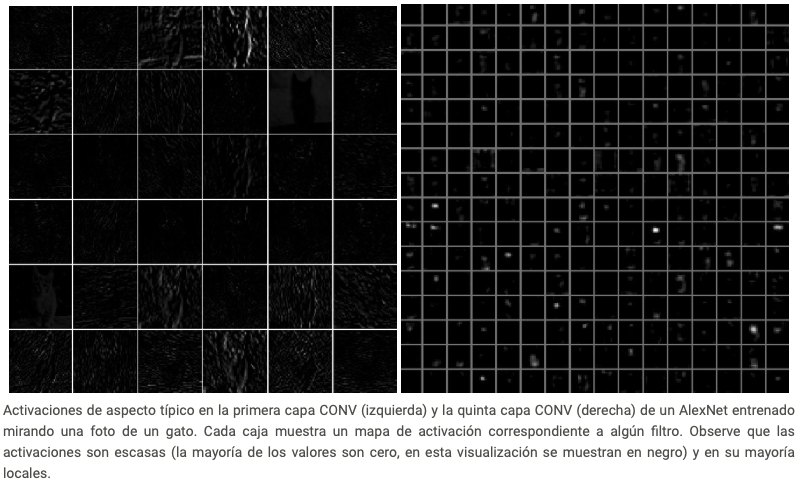 Activaciones de aspecto típico en la primera capa CONV (izquierda) y la quinta capa CONV (derecha) de un AlexNet entrenado
mirando una foto de un gato. Cada caja muestra un mapa de activación correspondiente a algún filtro. Observe que las
activaciones son escasas (la mayoría de los valores son cero, en esta visualización se muestran en negro) y en su mayoría
locales.